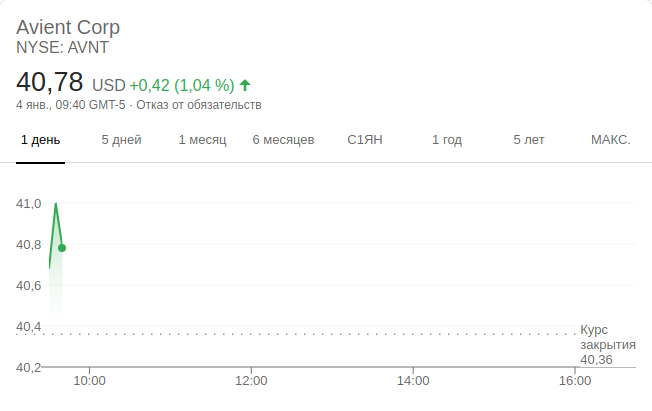 Avient Corp
NYSE: AVNT
40,78 USD +0,42 (1,04 %)
4 янв., 09:40 GMT-5 · Отказ от обязательств
1 день 5 дней 1 месяц 6 месяцев С1ЯН 1 год 5 лет МАКС.
41,0
40,8
40,6
40,4
40,2
Курс
закрытия
40,36
10:00 12:00 14:00 16:00